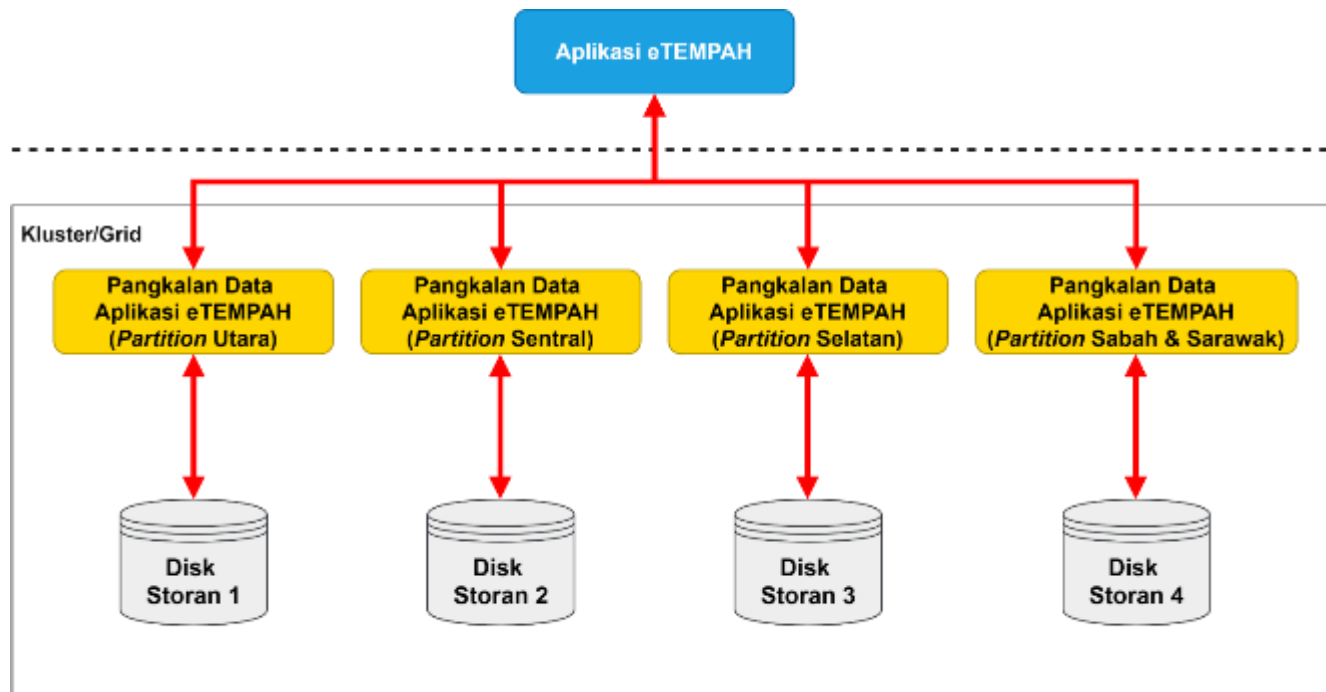 Aplikasi eTEMPAH
Kluster/Grid
Pangkalan Data
Aplikasi eTEMPAH
(Partition Utara)
Pangkalan Data
Aplikasi eTEMPAH
(Partition Sentral)
Pangkalan Data
Aplikasi eTEMPAH
(Partition Selatan)
Pangkalan Data
Aplikasi eTEMPAH
(Partition Sabah & Sarawak)
Disk
Storan 1
Disk
Storan 2
Disk
Storan 3
Disk
Storan 4